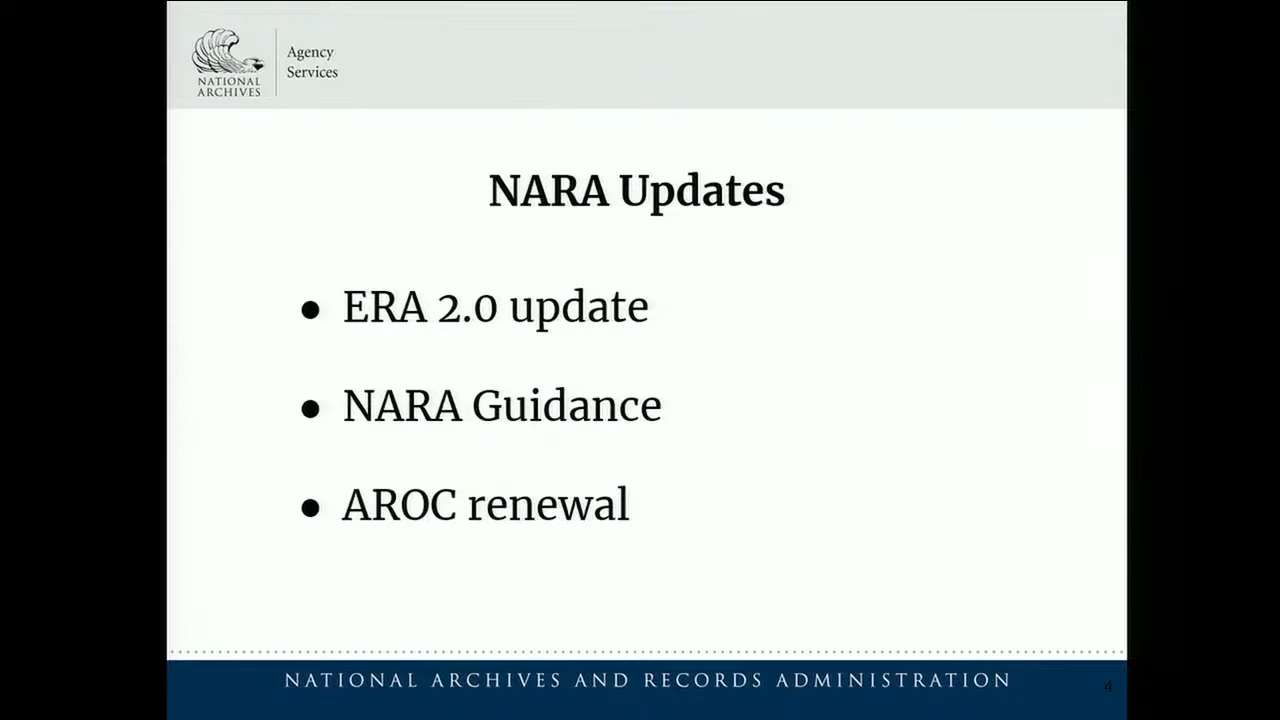 NATIONAL
ARCHIVES
Agency
Services
NARA Updates
● ERA 2.0 update
● NARA Guidance
● AROC renewal
NATIONAL ARCHIVES AND RECORDS ADMINISTRATION
4